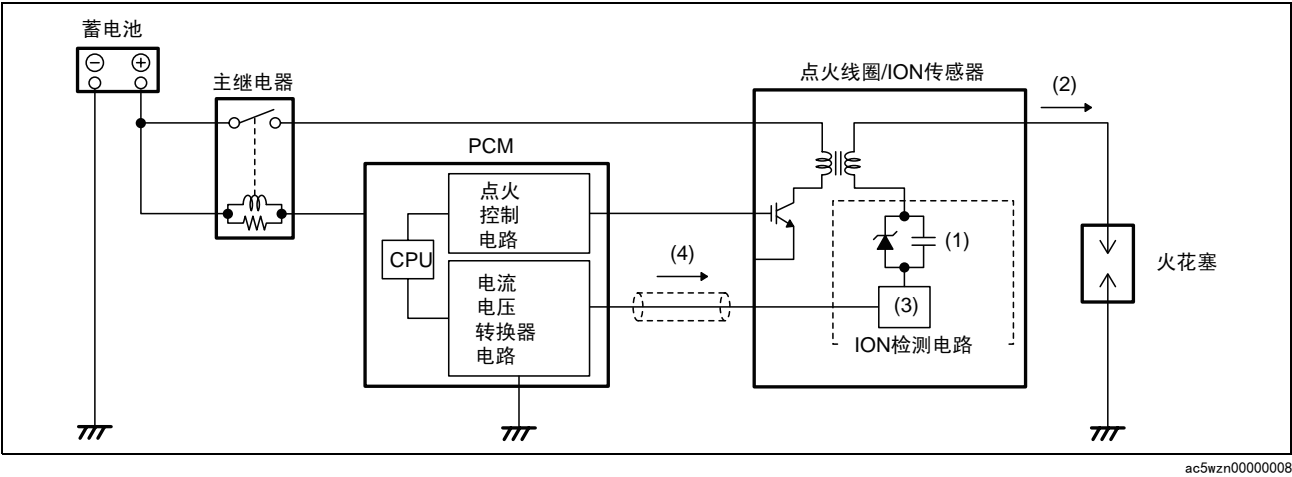 蓄电池
主继电器
点火线圈/ION传感器
(2)
PCM
点火
控制
电路
CPU
(4)
(1)
火花塞
电流
电压
转换器
电路
(3)
ION检测电路
ac5wzn00000008